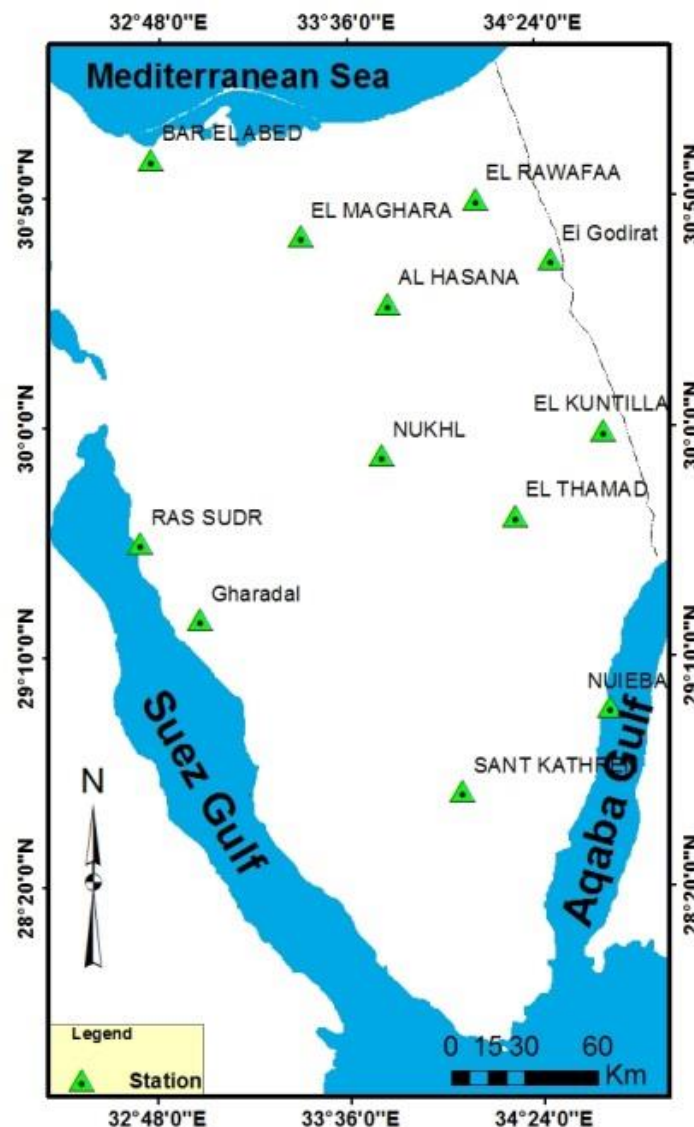 32°48'0"E 33°36'0"E 34°24'0"E
Mediterranean Sea
BAR ELABED
EL RAWAFAA
30°50'0"N
30°50'0"N
EL MAGHARA
Ei Godirat
AL HASANA
EL KUNTILLA
NUKHL
30°0'0"N
30°0'0"N
EL THAMAD
RAS SUDR
Gharadal
29°10'0"N
29°10'0"N
NUIEBA
Suez Gulf
Aqaba Gulf
SANT KATHREN
N
28°20'0"N
28°20'0"N
Legend
Station
0 15 30 60
Km
32°48'0"E 33°36'0"E 34°24'0"E